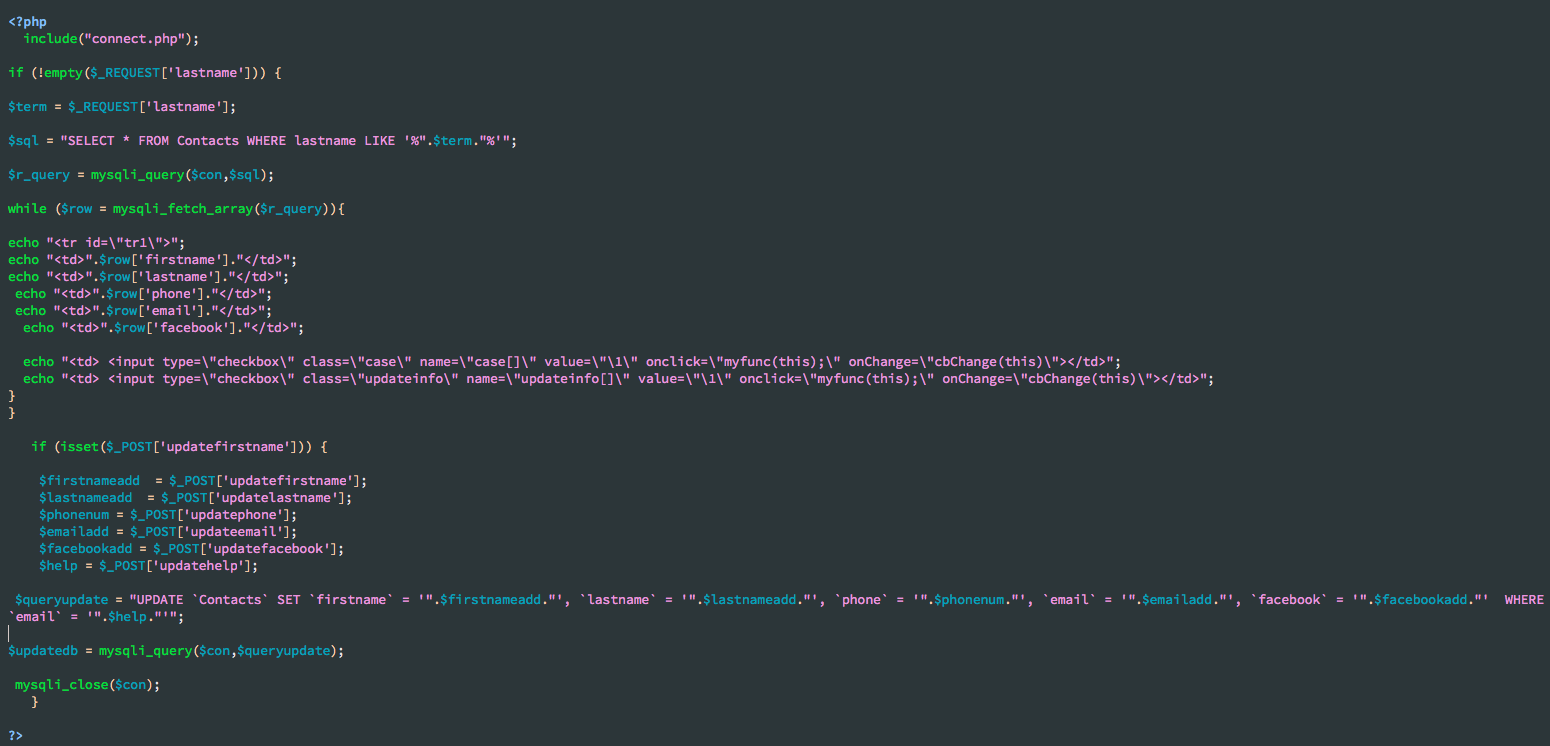 <?php
include("connect.php");
if (!empty($_REQUEST['lastname'])) {
$term = $_REQUEST['lastname'];
$sql = "SELECT * FROM Contacts WHERE lastname LIKE '%".$term."%'";
$r_query = mysqli_query($con,$sql);
while ($row = mysqli_fetch_array($r_query)){
echo "<tr id=\"tr1\">";
echo "<td>".$row['firstname']."</td>";
echo "<td>".$row['lastname']."</td>";
echo "<td>".$row['phone']."</td>";
echo "<td>".$row['email']."</td>";
echo "<td>".$row['facebook']."</td>";
echo "<td> <input type=\"checkbox\" class=\"case\" name=\"case[]\" value=\"\1\" onclick=\"myfunc(this);\" onChange=\"cbChange(this)\"></td>";
echo "<td> <input type=\"checkbox\" class=\"updateinfo\" name=\"updateinfo[]\" value=\"\1\" onclick=\"myfunc(this);\" onChange=\"cbChange(this)\"></td>";
}
}
if (isset($_POST['updatefirstname'])) {
$firstnameadd  = $_POST['updatefirstname'];
$lastnameadd  = $_POST['updatelastname'];
$phonenum = $_POST['updatephone'];
$emailadd = $_POST['updateemail'];
$facebookadd = $_POST['updatefacebook'];
$help = $_POST['updatehelp'];
$queryupdate = "UPDATE `Contacts` SET `firstname` = '".$firstnameadd."', `lastname` = '".$lastnameadd."', `phone` = '".$phonenum."', `email` = '".$emailadd."', `facebook` = '".$facebookadd."'  WHERE
`email` = '".$help."'";
$updatedb = mysqli_query($con,$queryupdate);
mysqli_close($con);
}
?>